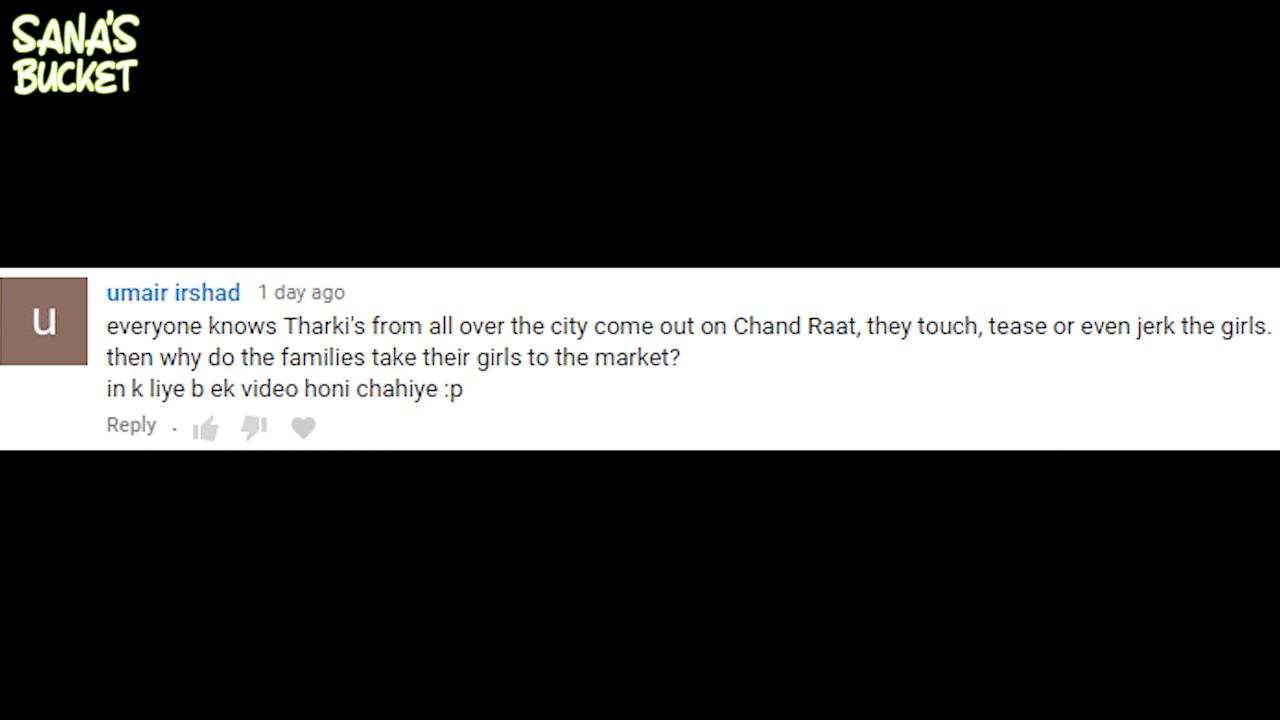 SANA'S
BUCKET
u
umair irshad 1 day ago
everyone knows Tharki's from all over the city come out on Chand Raat, they touch, tease or even jerk the girls.
then why do the families take their girls to the market?
in k liye b ek video honi chahiye :p
Reply .